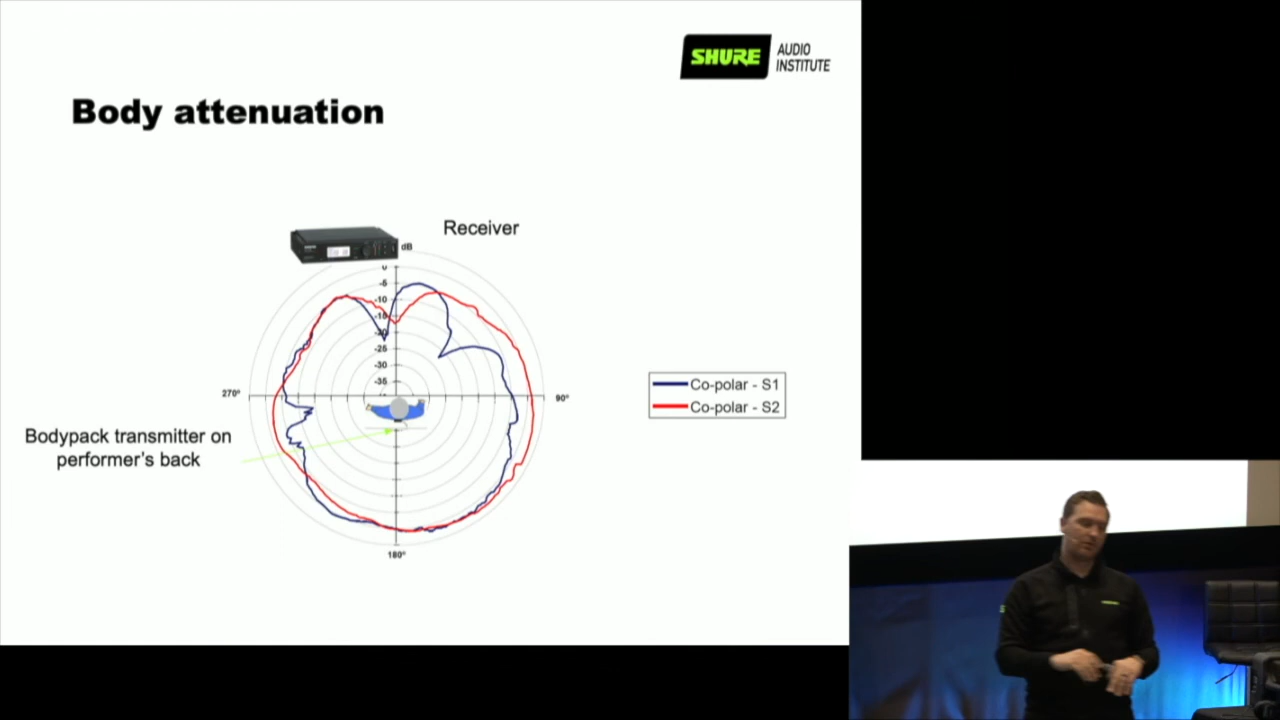 SHURE
AUDIO
INSTITUTE
Body attenuation
Receiver
dB
0
-5
-10
-15
-20
-25
-30
-35
270°
90°
Co-polar - S1
Co-polar - S2
Bodypack transmitter on
performer's back
180°